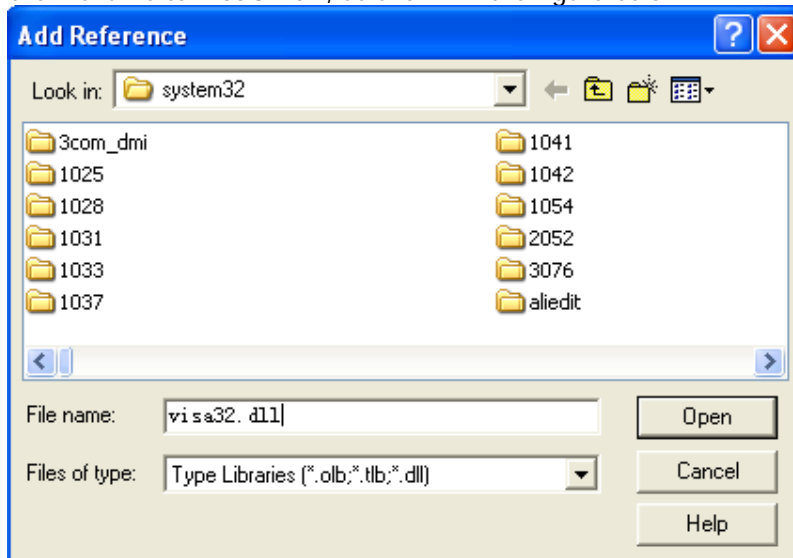 Add Reference
Look in: system32
3com_dmi 1041
1025 1042
1028 1054
1031 2052
1033 3076
1037 aliedit
File name: visa32.dll Open
Files of type: Type Libraries (*.olb;*.tlb;*.dll) Cancel
Help